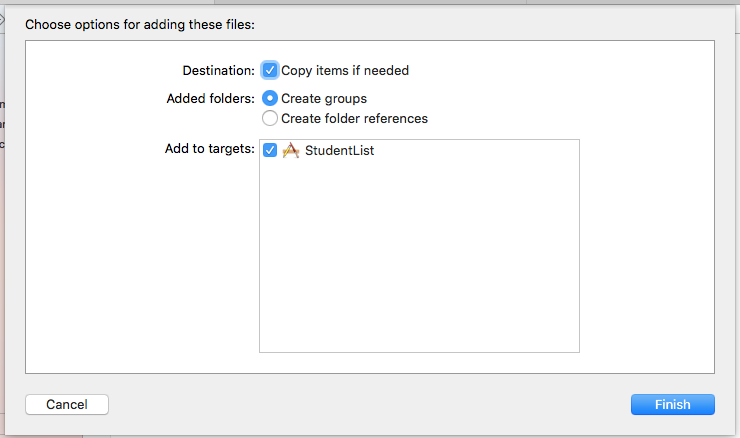 Choose options for adding these files:
Destination: Copy items if needed
Added folders: Create groups
Create folder references
Add to targets: StudentList
Cancel Finish